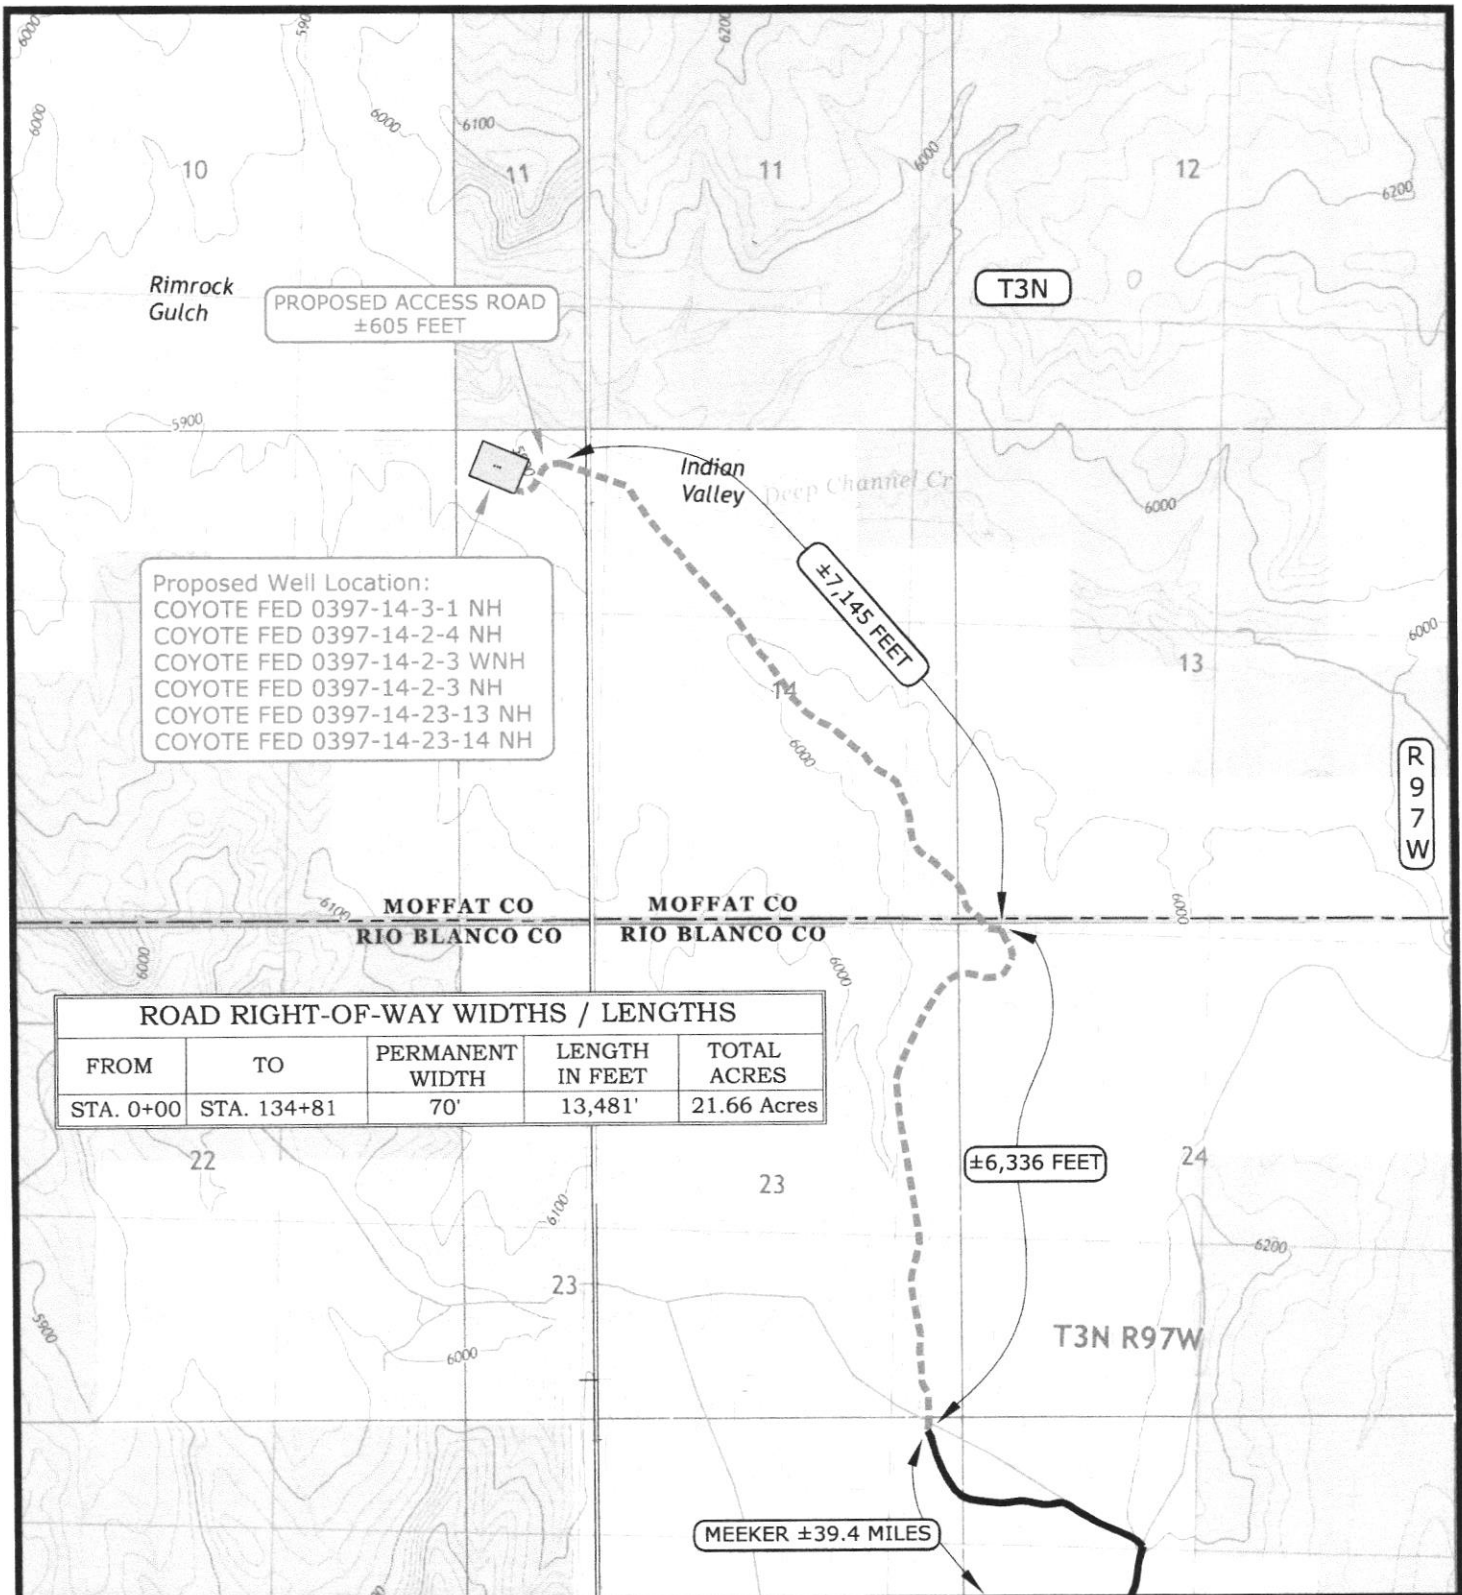 6000
590
6200
6000
6000
6100
6000
10
11
11
12
6200
Rimrock
Gulch
PROPOSED ACCESS ROAD
±605 FEET
T3N
5900
Indian
Valley
Deep Channel Cr
6000
±7,145 FEET
Proposed Well Location:
COYOTE FED 0397-14-3-1 NH
COYOTE FED 0397-14-2-4 NH
COYOTE FED 0397-14-2-3 WNH
COYOTE FED 0397-14-2-3 NH
COYOTE FED 0397-14-23-13 NH
COYOTE FED 0397-14-23-14 NH
14
13
6000
6000
R
9
7
W
6100
MOFFAT CO
MOFFAT CO
6000
RIO BLANCO CO
RIO BLANCO CO
6000
6000
ROAD RIGHT-OF-WAY WIDTHS / LENGTHS
FROM TO PERMANENT WIDTH LENGTH IN FEET TOTAL ACRES
STA. 0+00 STA. 134+81 70' 13,481' 21.66 Acres
22
23
±6,336 FEET
24
6100
6200
23
5900
6000
T3N R97W
MEEKER ±39.4 MILES